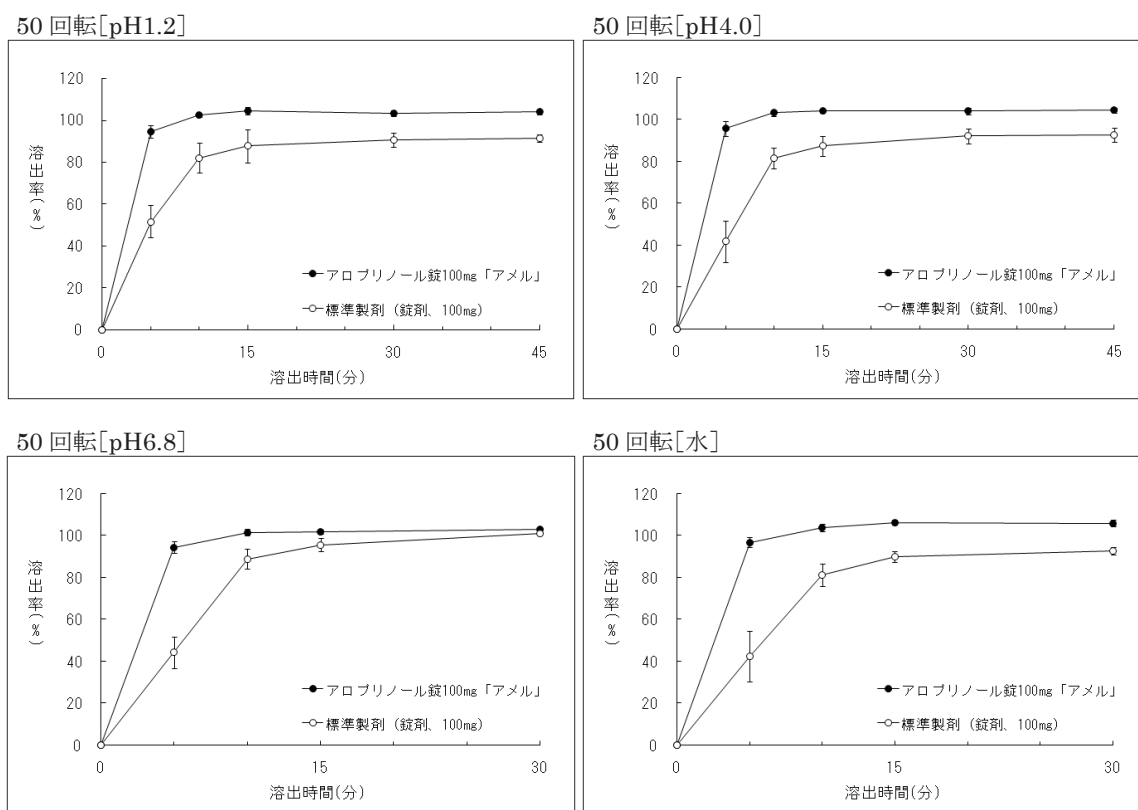 50 回転[pH1.2]
120
100
80
60
40
20
0
溶出率(%)
アロプリノール錠100mg「アメル」
標準製剤(錠剤、100mg)
0 15 30 45
溶出時間(分)
50 回転[pH4.0]
120
100
80
60
40
20
0
溶出率(%)
アロプリノール錠100mg「アメル」
標準製剤(錠剤、100mg)
0 15 30 45
溶出時間(分)
50 回転[pH6.8]
120
100
80
60
40
20
0
溶出率(%)
アロプリノール錠100mg「アメル」
標準製剤(錠剤、100mg)
0 15 30
溶出時間(分)
50 回転[水]
120
100
80
60
40
20
0
溶出率(%)
アロプリノール錠100mg「アメル」
標準製剤(錠剤、100mg)
0 15 30
溶出時間(分)